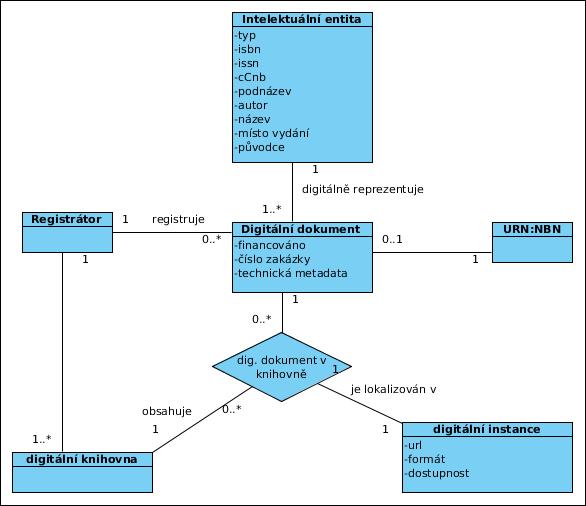 Intelektuální entita
-typ
-isbn
-issn
-cCnb
-podnázev
-autor
-název
-místo vydání
-původce
1
digitálně reprezentuje
1..*
Registrátor
1
registruje
0..*
1
Digitální dokument
-financováno
-číslo zakázky
-technická metadata
0..1
1
URN:NBN
1
0..*
dig. dokument v
knihovně
1
je lokalizován v
obsahuje
0..*
1
1
1..*
digitální knihovna
digitální instance
-url
-formát
-dostupnost